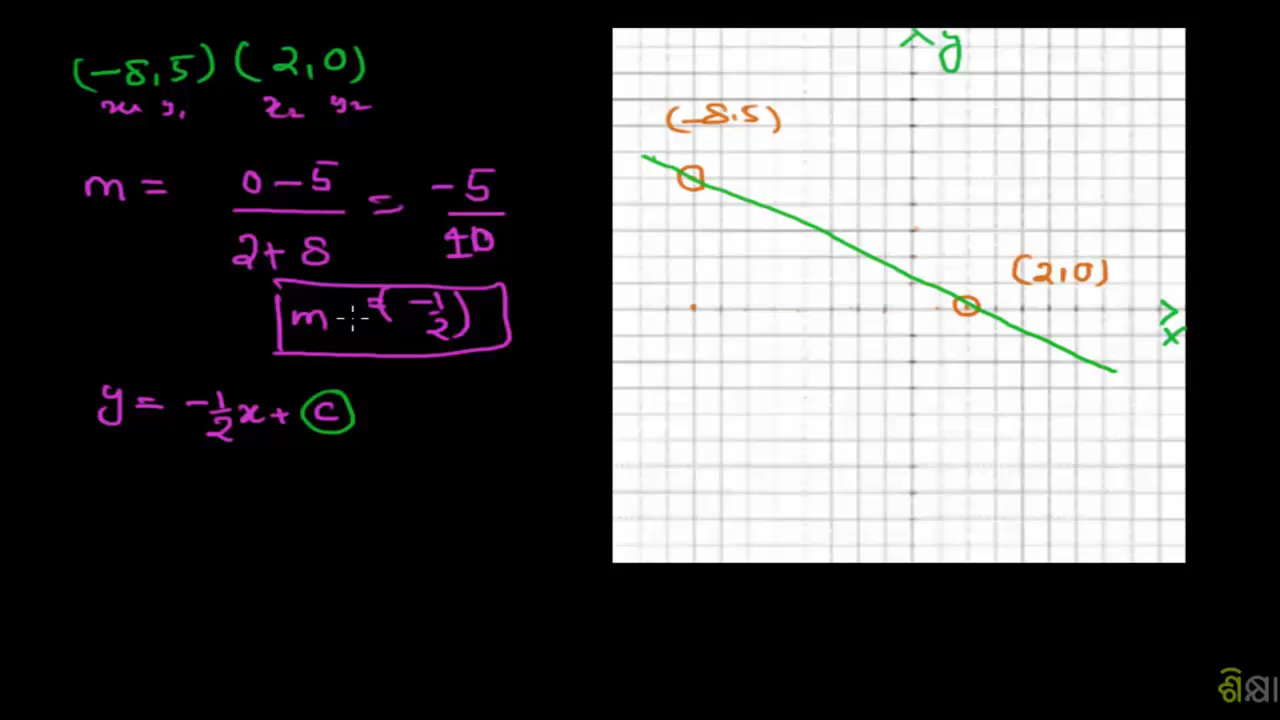 (-8,5) (2,0)
x₁ y₁ x₂ y₂
m = 0-5/2+8 = -5/10
m = (-1/2)
y = -1/2x + c
y
(-8.5)
(2,0)
x
ଶିକ୍ଷା